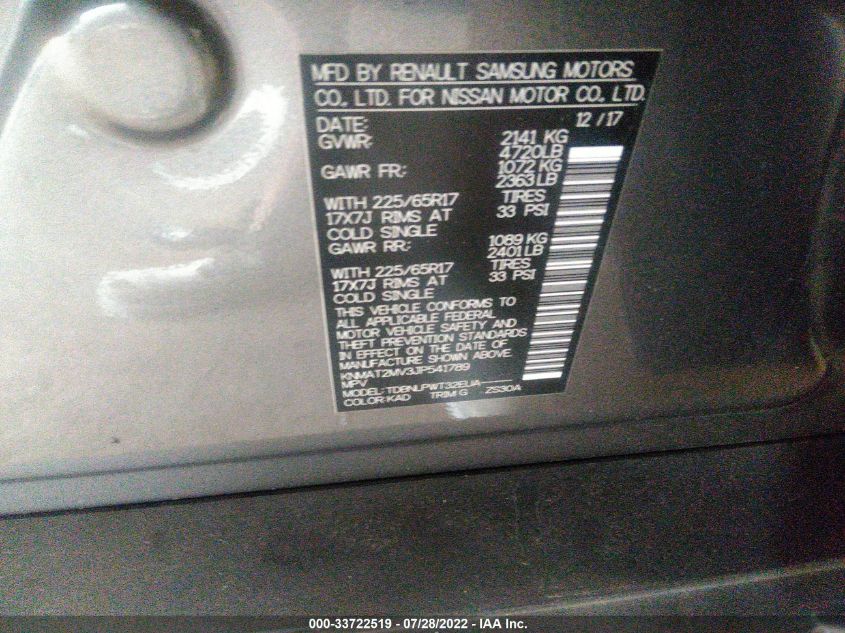 MFD BY RENAULT SAMSUNG MOTORS
CO., LTD. FOR NISSAN MOTOR CO., LTD.
DATE: 12 / 17
GVWR: 2141 KG
4720LB
GAWR FR: 1072 KG
2363LB
WITH 225/65R17 TIRES
17X7J RIMS AT 33 PSI
COLD SINGLE
GAWR RR: 1089 KG
2401LB
WITH 225/65R17 TIRES
17X7J RIMS AT 33 PSI
COLD SINGLE
THIS VEHICLE CONFORMS TO
ALL APPLICABLE FEDERAL
MOTOR VEHICLE SAFETY AND
THEFT PREVENTION STANDARDS
IN EFFECT ON THE DATE OF
MANUFACTURE SHOWN ABOVE.
KNMAT2MV3JP541789
MPV
MODEL: TDBNLPWT32EUA-----
COLOR: KAD TRIM: G ZS30A
000-33722519 - 07/28/2022 - IAA Inc.